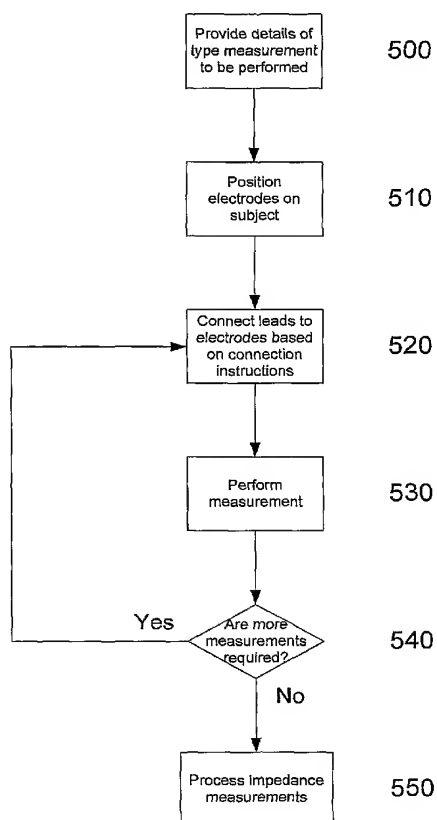 Provide details of
type measurement
to be performed
500
Position
electrodes on
subject
510
Connect leads to
electrodes based
on connection
instructions
520
Perform
measurement
530
Yes
Are more
measurements
required?
540
No
Process impedance
measurements
550